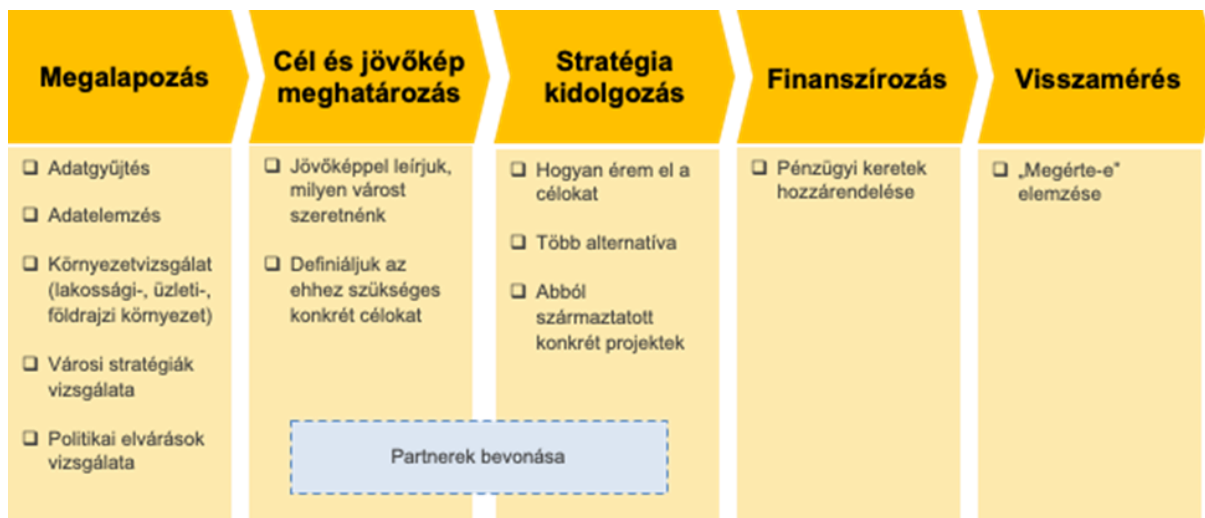 Megalapozás
❑ Adatgyűjtés
❑ Adatelemzés
❑ Környezetvizsgálat
(lakossági-, üzleti-,
földrajzi környezet)
❑ Városi stratégiák
vizsgálata
❑ Politikai elvárások
vizsgálata
Cél és jövőkép
meghatározás
❑ Jövőképpel leírjuk,
milyen várost
szeretnénk
❑ Definiáljuk az
ehhez szükséges
konkrét célokat
Stratégia
kidolgozás
❑ Hogyan érem el a
célokat
❑ Több alternatíva
❑ Abból
származtatott
konkrét projektek
Partnerek bevonása
Finanszírozás
❑ Pénzügyi keretek
hozzárendelése
Visszamérés
❑ „Megérte-e”
elemzése